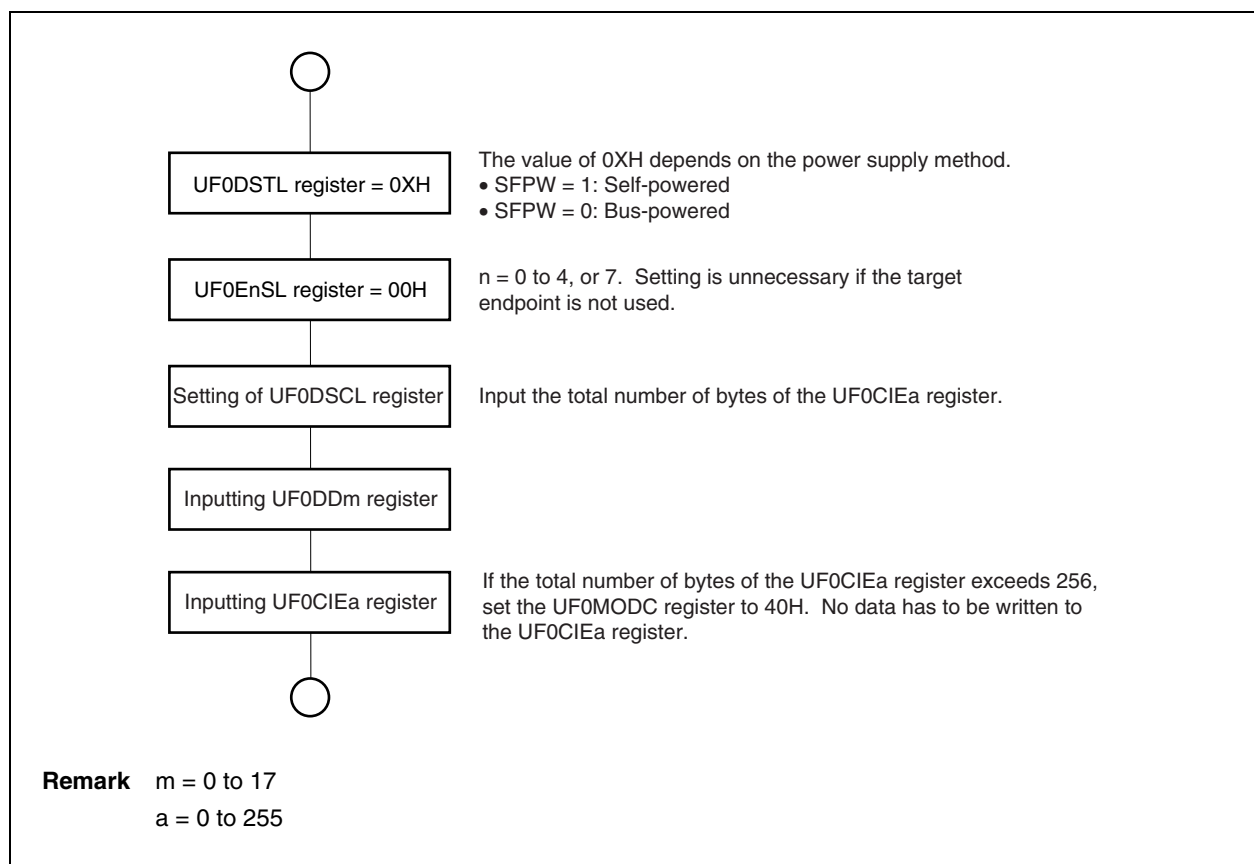 UF0DSTL register = 0XH
The value of 0XH depends on the power supply method.
• SFPW = 1: Self-powered
• SFPW = 0: Bus-powered
UF0EnSL register = 00H
n = 0 to 4, or 7.  Setting is unnecessary if the target
endpoint is not used.
Setting of UF0DSCL register
Input the total number of bytes of the UF0CIEa register.
Inputting UF0DDm register
Inputting UF0CIEa register
If the total number of bytes of the UF0CIEa register exceeds 256,
set the UF0MODC register to 40H.  No data has to be written to
the UF0CIEa register.
Remark m = 0 to 17
a = 0 to 255